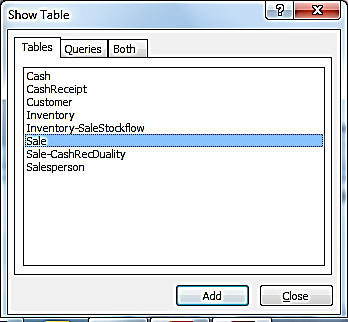 Show Table
?
Tables Queries Both
Cash
CashReceipt
Customer
Inventory
Inventory-SaleStockflow
Sale
Sale-CashRecDuality
Salesperson
Add Close